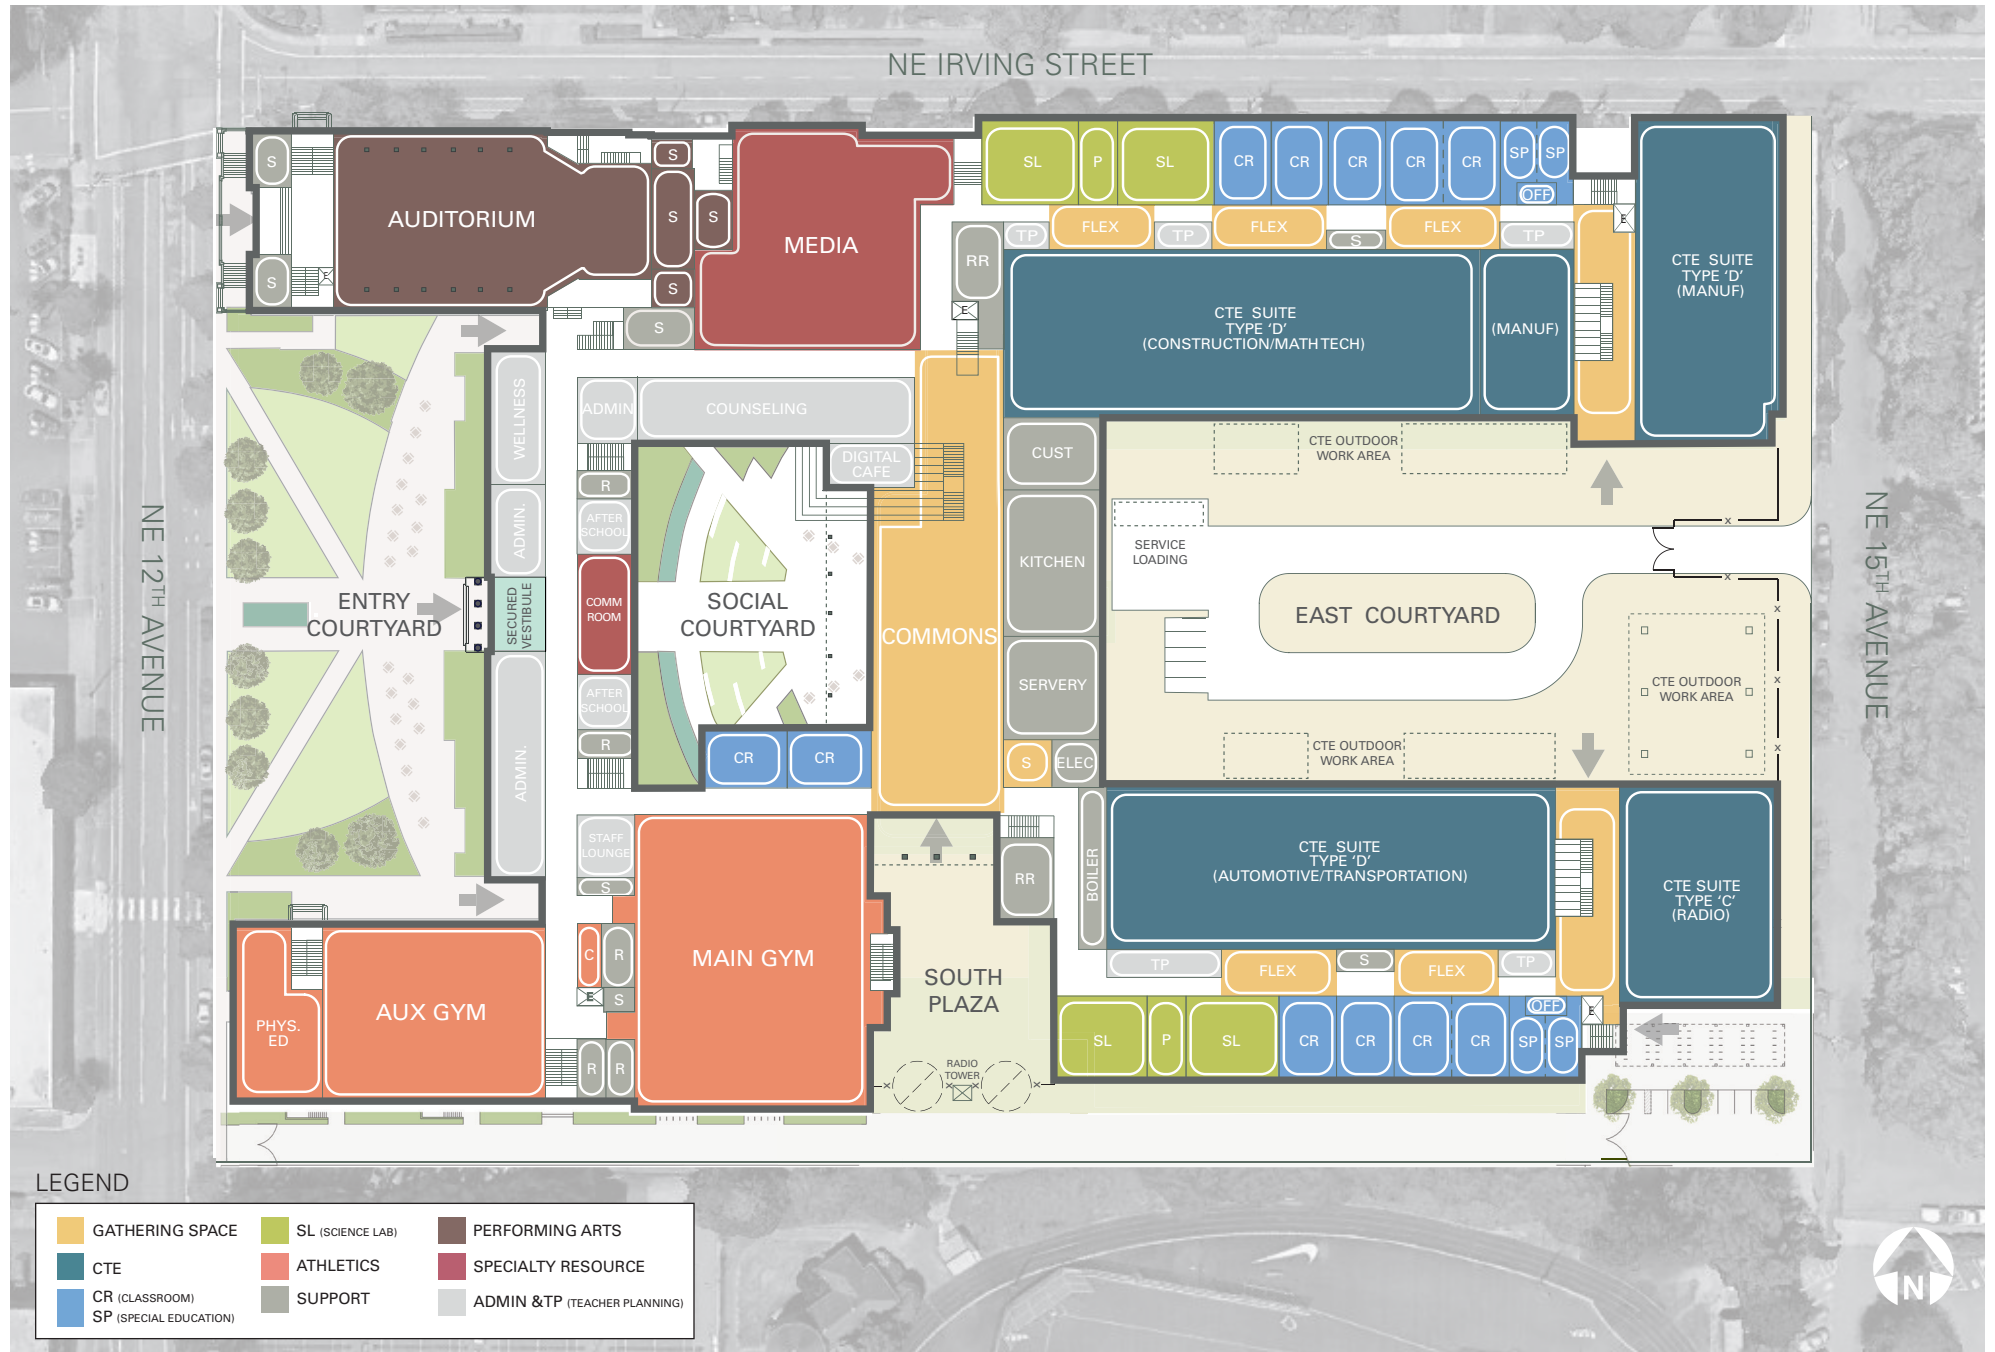 NE IRVING STREET
S
AUDITORIUM
S
S
S
S
S
S
E
MEDIA
SL
P
SL
CR
CR
CR
CR
CR
SP
SP
OFF
E
TP
FLEX
TP
FLEX
S
FLEX
TP
RR
E
CTE SUITE
TYPE ‘D’
(CONSTRUCTION/MATH TECH)
(MANUF)
CTE SUITE
TYPE ‘D’
(MANUF)
WELLNESS
ADMIN.
SECURED
VESTIBULE
ADMIN.
ADMIN
COUNSELING
DIGITAL
CAFE
R
AFTER
SCHOOL
COMM
ROOM
AFTER
SCHOOL
R
ENTRY
COURTYARD
SOCIAL
COURTYARD
COMMONS
CR
CR
CUST
KITCHEN
SERVERY
S
ELEC
CTE OUTDOOR
WORK AREA
SERVICE
LOADING
x
x
EAST COURTYARD
x
x
x
CTE OUTDOOR
WORK AREA
CTE OUTDOOR
WORK AREA
NE 12TH AVENUE
NE 15TH AVENUE
STAFF
LOUNGE
S
C
R
E
S
R
R
MAIN GYM
AUX GYM
PHYS.
ED
SOUTH
PLAZA
RADIO
TOWER
x
x
x
x
RR
BOILER
CTE SUITE
TYPE ‘D’
(AUTOMOTIVE/TRANSPORTATION)
CTE SUITE
TYPE ‘C’
(RADIO)
TP
FLEX
S
FLEX
TP
SL
P
SL
CR
CR
CR
CR
SP
SP
OFF
E
LEGEND
GATHERING SPACE
CTE
CR (CLASSROOM)
SP (SPECIAL EDUCATION)
SL (SCIENCE LAB)
ATHLETICS
SUPPORT
PERFORMING ARTS
SPECIALTY RESOURCE
ADMIN &TP (TEACHER PLANNING)
N